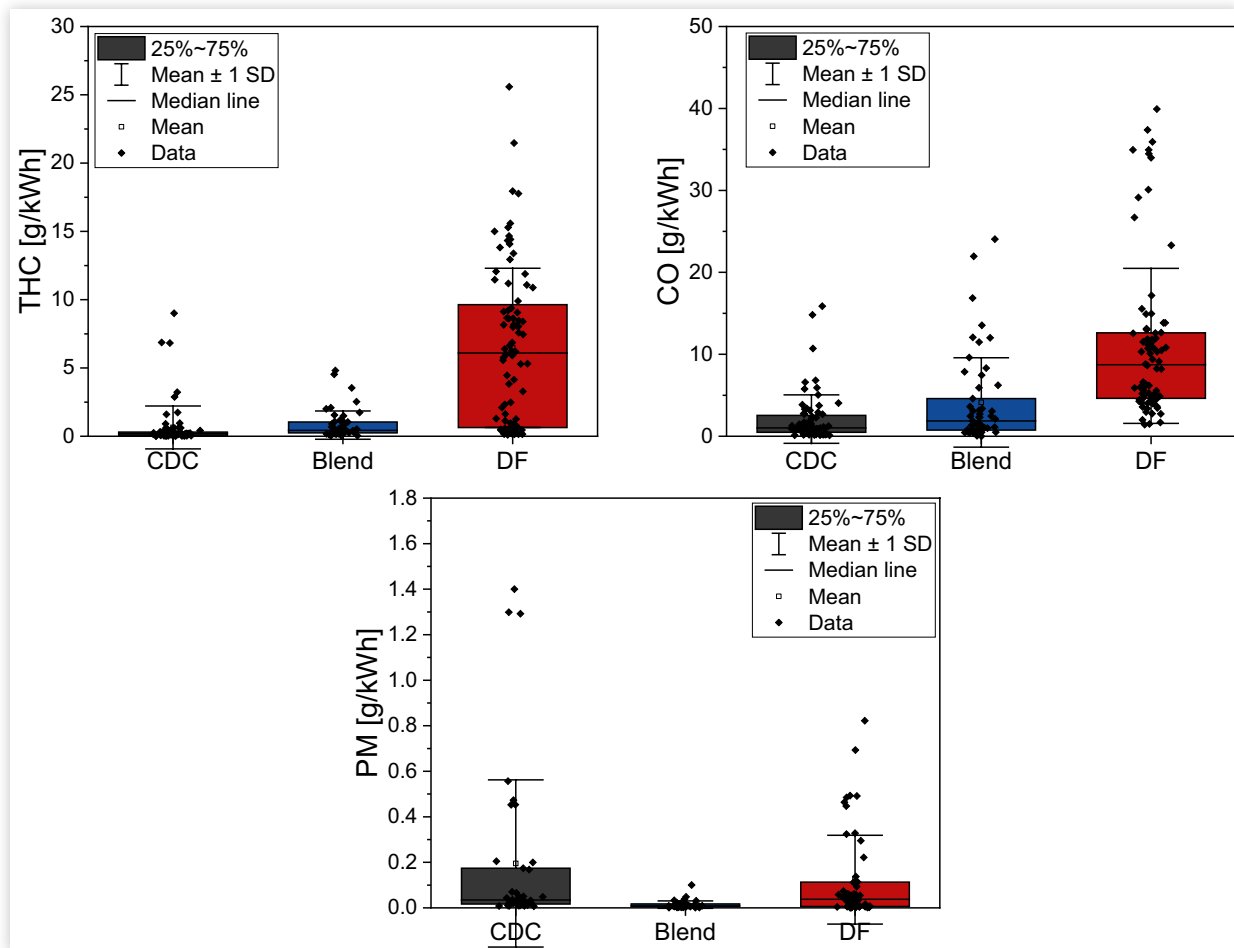 30
25
20
15
10
5
0
THC [g/kWh]
25%~75%
Mean ± 1 SD
Median line
Mean
Data
CDC
Blend
DF
50
40
30
20
10
0
CO [g/kWh]
25%~75%
Mean ± 1 SD
Median line
Mean
Data
CDC
Blend
DF
1.8
1.6
1.4
1.2
1.0
0.8
0.6
0.4
0.2
0.0
PM [g/kWh]
25%~75%
Mean ± 1 SD
Median line
Mean
Data
CDC
Blend
DF